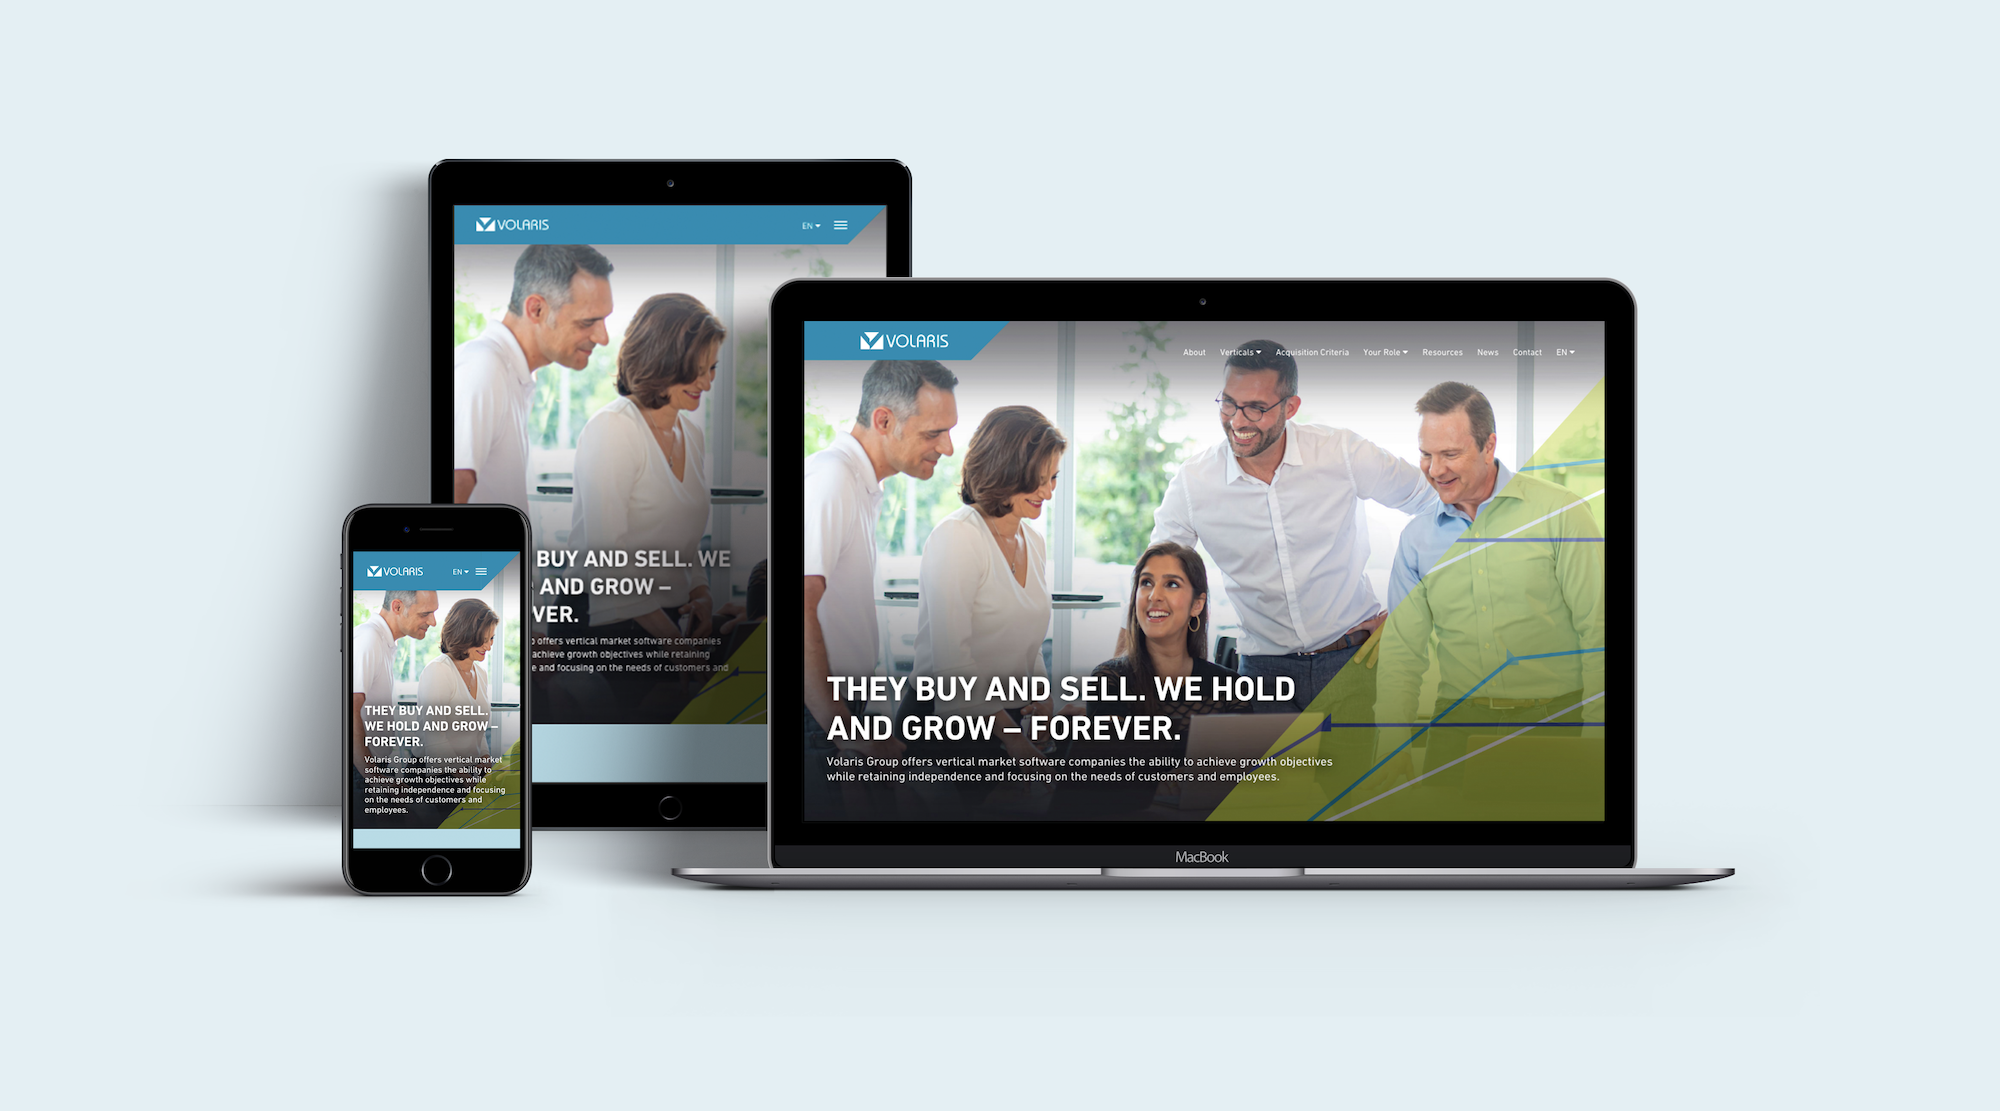 VOLARIS
EN
BUY AND SELL. WE
AND GROW –
VER.
offers vertical market software companies
achieve growth objectives while retaining
e and focusing on the needs of customers and
VOLARIS
EN
THEY BUY AND SELL.
WE HOLD AND GROW –
FOREVER.
Volaris Group offers vertical market
software companies the ability to
achieve growth objectives while
retaining independence and focusing
on the needs of customers and
employees.
VOLARIS
About Verticals Acquisition Criteria Your Role Resources News Contact EN
THEY BUY AND SELL. WE HOLD
AND GROW – FOREVER.
Volaris Group offers vertical market software companies the ability to achieve growth objectives
while retaining independence and focusing on the needs of customers and employees.
MacBook